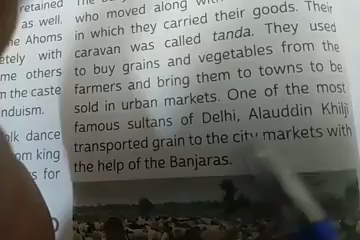 retained
as well.
he Ahoms
etely with
me others
n the caste
nduism.
olk dance
om king
s for
who moved along with
in which they carried their goods. Their
caravan was called tanda. They used
to buy grains and vegetables from the
farmers and bring them to towns to be
sold in urban markets. One of the most
famous sultans of Delhi, Alauddin Khilji
transported grain to the city markets with
the help of the Banjaras.